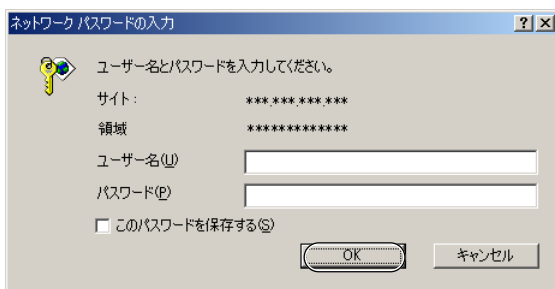 ネットワーク パスワードの入力
ユーザー名とパスワードを入力してください。
サイト: ***.***.***.***
領域 *************
ユーザー名(U)
パスワード(P)
このパスワードを保存する(S)
OK キャンセル